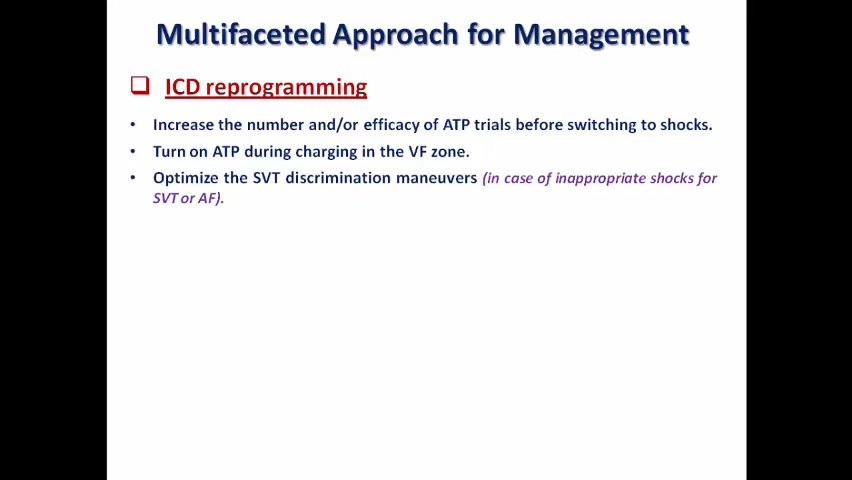 Multifaceted Approach for Management
❑ ICD reprogramming
• Increase the number and/or efficacy of ATP trials before switching to shocks.
• Turn on ATP during charging in the VF zone.
• Optimize the SVT discrimination maneuvers (in case of inappropriate shocks for
SVT or AF).